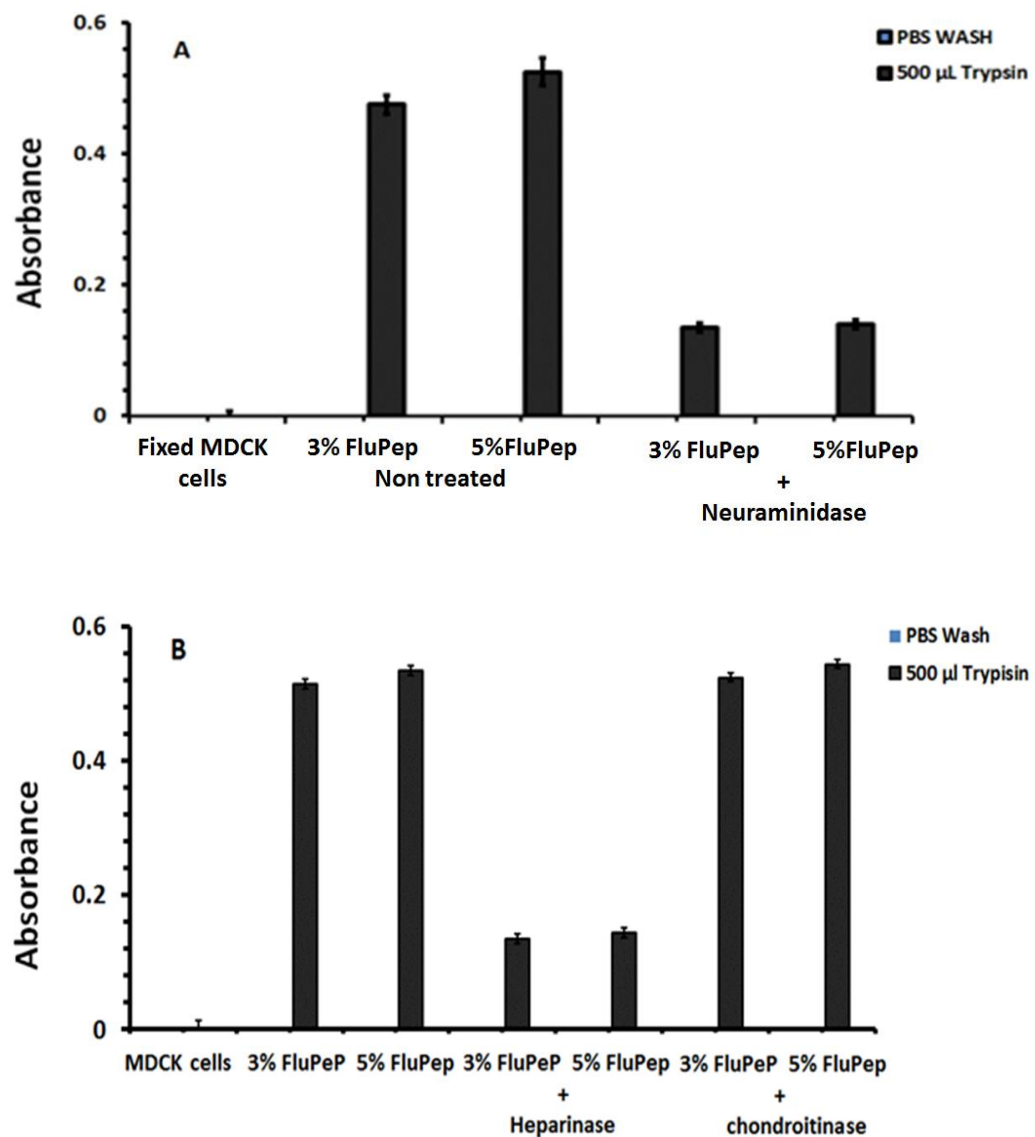 A
PBS WASH
500 µL Trypsin
Absorbance
0.6
0.4
0.2
0
Fixed MDCK
cells
3% FluPep 5%FluPep
Non treated
3% FluPep 5%FluPep
+
Neuraminidase
B
PBS Wash
500 µl Trypisin
Absorbance
0.6
0.4
0.2
0
MDCK cells 3% FluPeP 5% FluPep 3% FluPeP 5% FluPep 3% FluPeP 5% FluPep
+ +
Heparinase chondroitinase